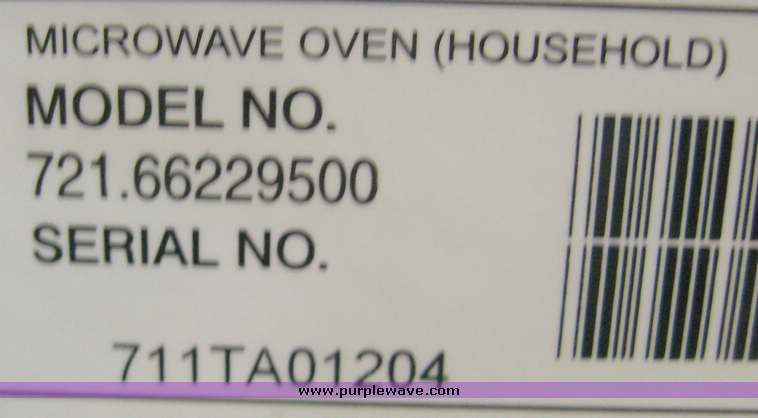 MICROWAVE OVEN (HOUSEHOLD)
MODEL NO.
721.66229500
SERIAL NO.
711TA01204
www.purplewave.com